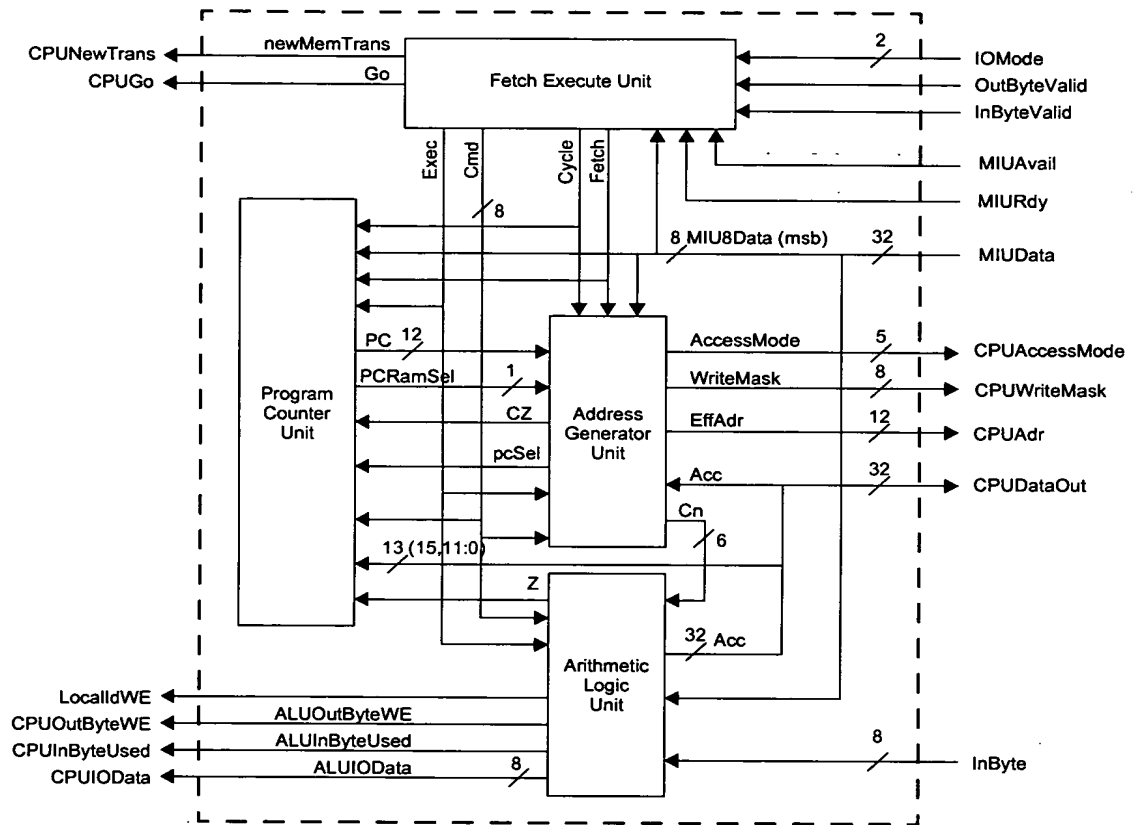 newMemTrans
CPUNewTrans
Go
CPUGo
Fetch Execute Unit
2
IOMode
OutByteValid
InByteValid
Exec
Cmd
Cycle
Fetch
MIUAvail
MIURdy
8
8 MIU8Data (msb)
32
MIUData
PC
12
PCRamSel
1
CZ
pcSel
Program
Counter
Unit
Address
Generator
Unit
AccessMode
5
CPUAccessMode
WriteMask
8
CPUWriteMask
EffAdr
12
CPUAdr
Acc
32
CPUDataOut
Cn
6
13 (15,11:0)
Z
32
Acc
Arithmetic
Logic
Unit
LocalIdWE
ALUOutByteWE
CPUOutByteWE
ALUInByteUsed
CPUInByteUsed
ALUIOData
8
CPUIOData
8
InByte